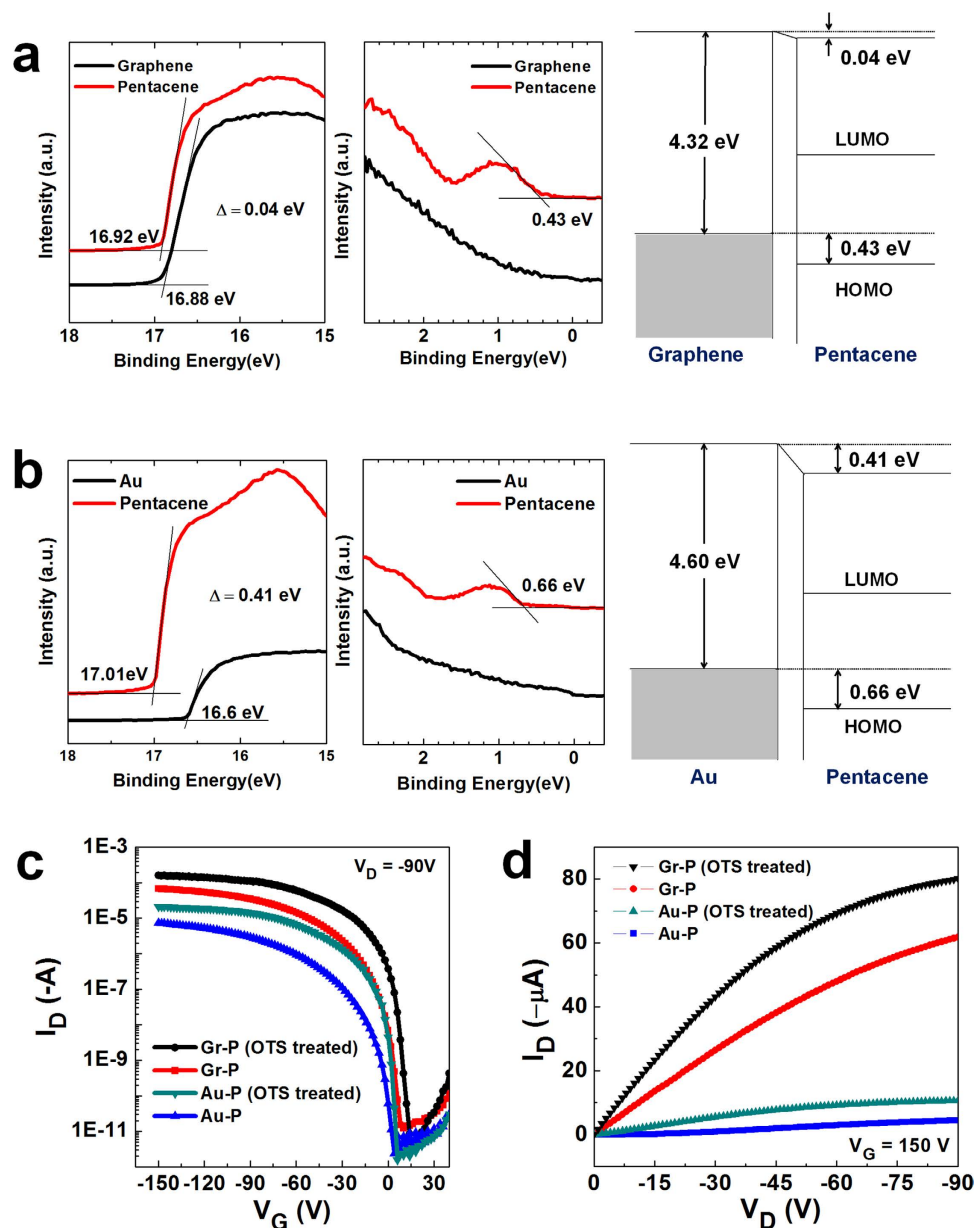 a
Graphene
Pentacene
Δ = 0.04 eV
16.92 eV
16.88 eV
Intensity (a.u.)
18 17 16 15
Binding Energy(eV)
Graphene
Pentacene
0.43 eV
Intensity (a.u.)
2 1 0
Binding Energy(eV)
0.04 eV
4.32 eV
LUMO
0.43 eV
HOMO
Graphene Pentacene
b
Au
Pentacene
Δ = 0.41 eV
17.01eV
16.6 eV
Intensity (a.u.)
18 17 16 15
Binding Energy(eV)
Au
Pentacene
0.66 eV
Intensity (a.u.)
2 1 0
Binding Energy(eV)
0.41 eV
4.60 eV
LUMO
0.66 eV
HOMO
Au Pentacene
c
V_D = -90V
1E-3
1E-5
1E-7
1E-9
1E-11
I_D (-A)
Gr-P (OTS treated)
Gr-P
Au-P (OTS treated)
Au-P
-150 -120 -90 -60 -30 0 30
V_G (V)
d
Gr-P (OTS treated)
Gr-P
Au-P (OTS treated)
Au-P
80
60
40
20
0
I_D (-μA)
V_G = 150 V
0 -15 -30 -45 -60 -75 -90
V_D (V)